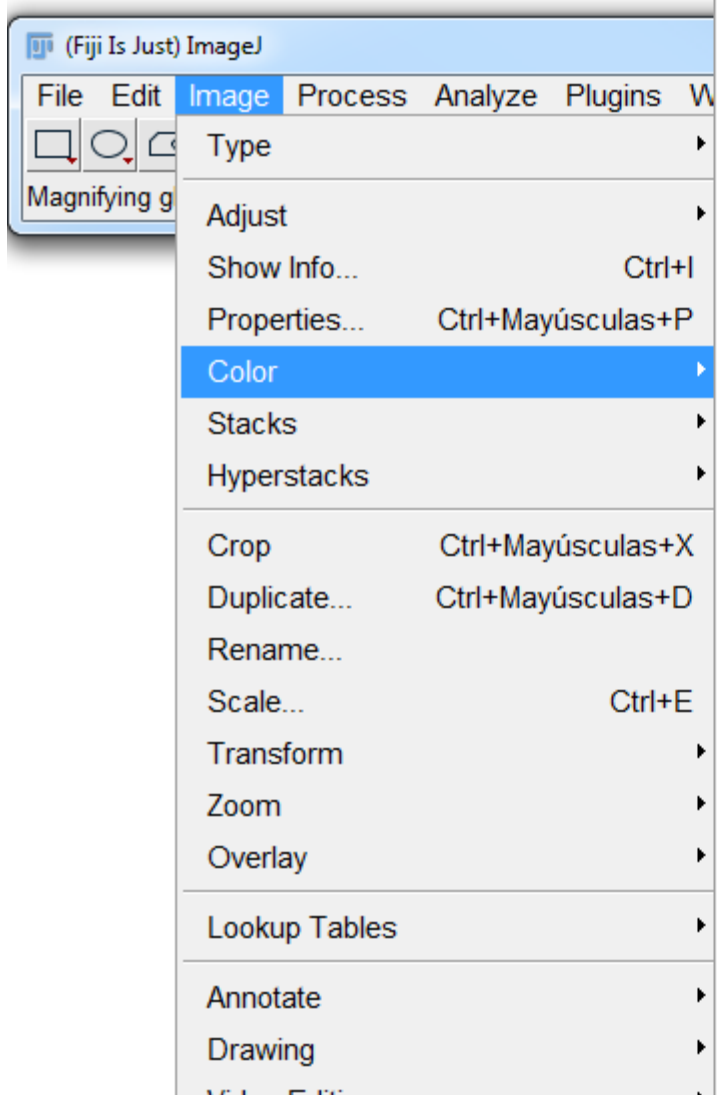 (Fiji Is Just) ImageJ
File Edit Image Process Analyze Plugins W
Type
Magnifying g
Adjust
Show Info... Ctrl+I
Properties... Ctrl+Mayúsculas+P
Color
Stacks
Hyperstacks
Crop Ctrl+Mayúsculas+X
Duplicate... Ctrl+Mayúsculas+D
Rename...
Scale... Ctrl+E
Transform
Zoom
Overlay
Lookup Tables
Annotate
Drawing